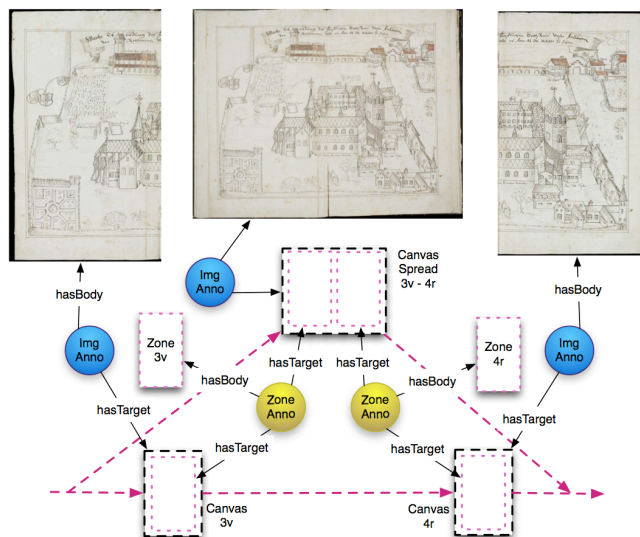 Canvas
Spread
3v - 4r
Img
Anno
hasBody
hasBody
Zone
3v
Zone
4r
Img
Anno
Img
Anno
hasTarget
hasTarget
hasBody
hasBody
Zone
Anno
Zone
Anno
hasTarget
hasTarget
hasTarget
hasTarget
Canvas
3v
Canvas
4r